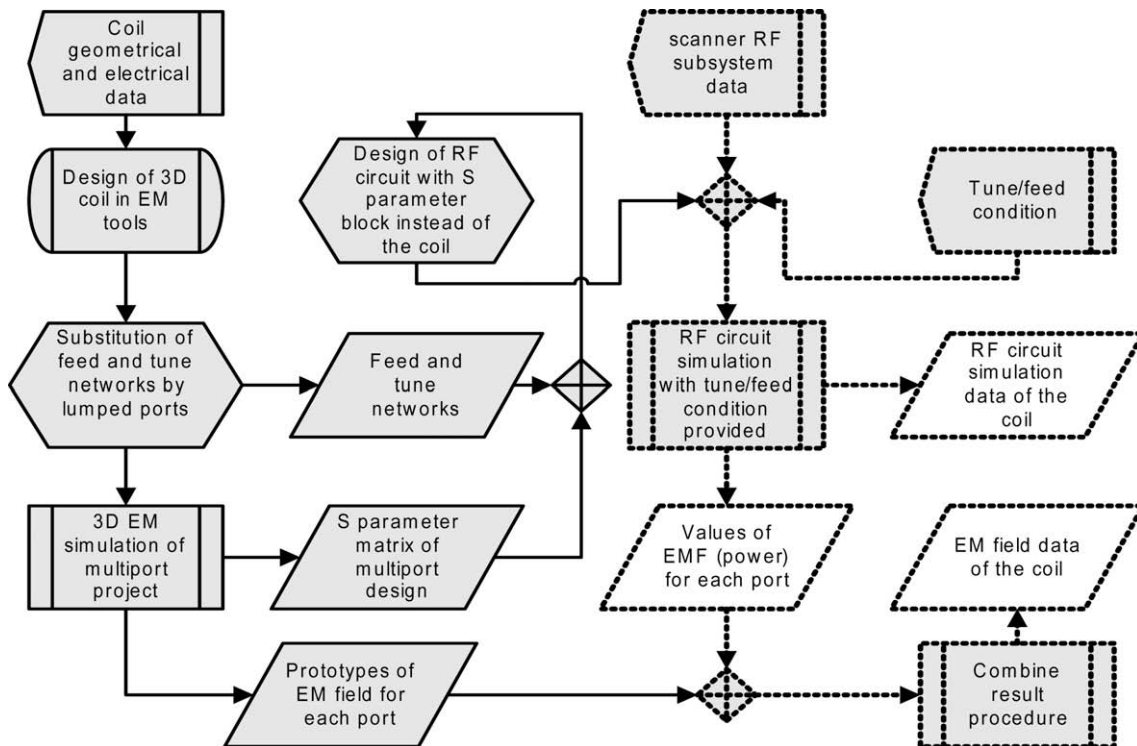 Coil
geometrical
and electrical
data
scanner RF
subsystem
data
Design of 3D
coil in EM
tools
Design of RF
circuit with S
parameter
block instead of
the coil
Tune/feed
condition
Substitution of
feed and tune
networks by
lumped ports
Feed and
tune
networks
RF circuit
simulation
with tune/feed
condition
provided
RF circuit
simulation
data of the
coil
3D EM
simulation of
multiport
project
S parameter
matrix of
multiport
design
Values of
EMF (power)
for each port
EM field data
of the coil
Prototypes of
EM field for
each port
Combine
result
procedure